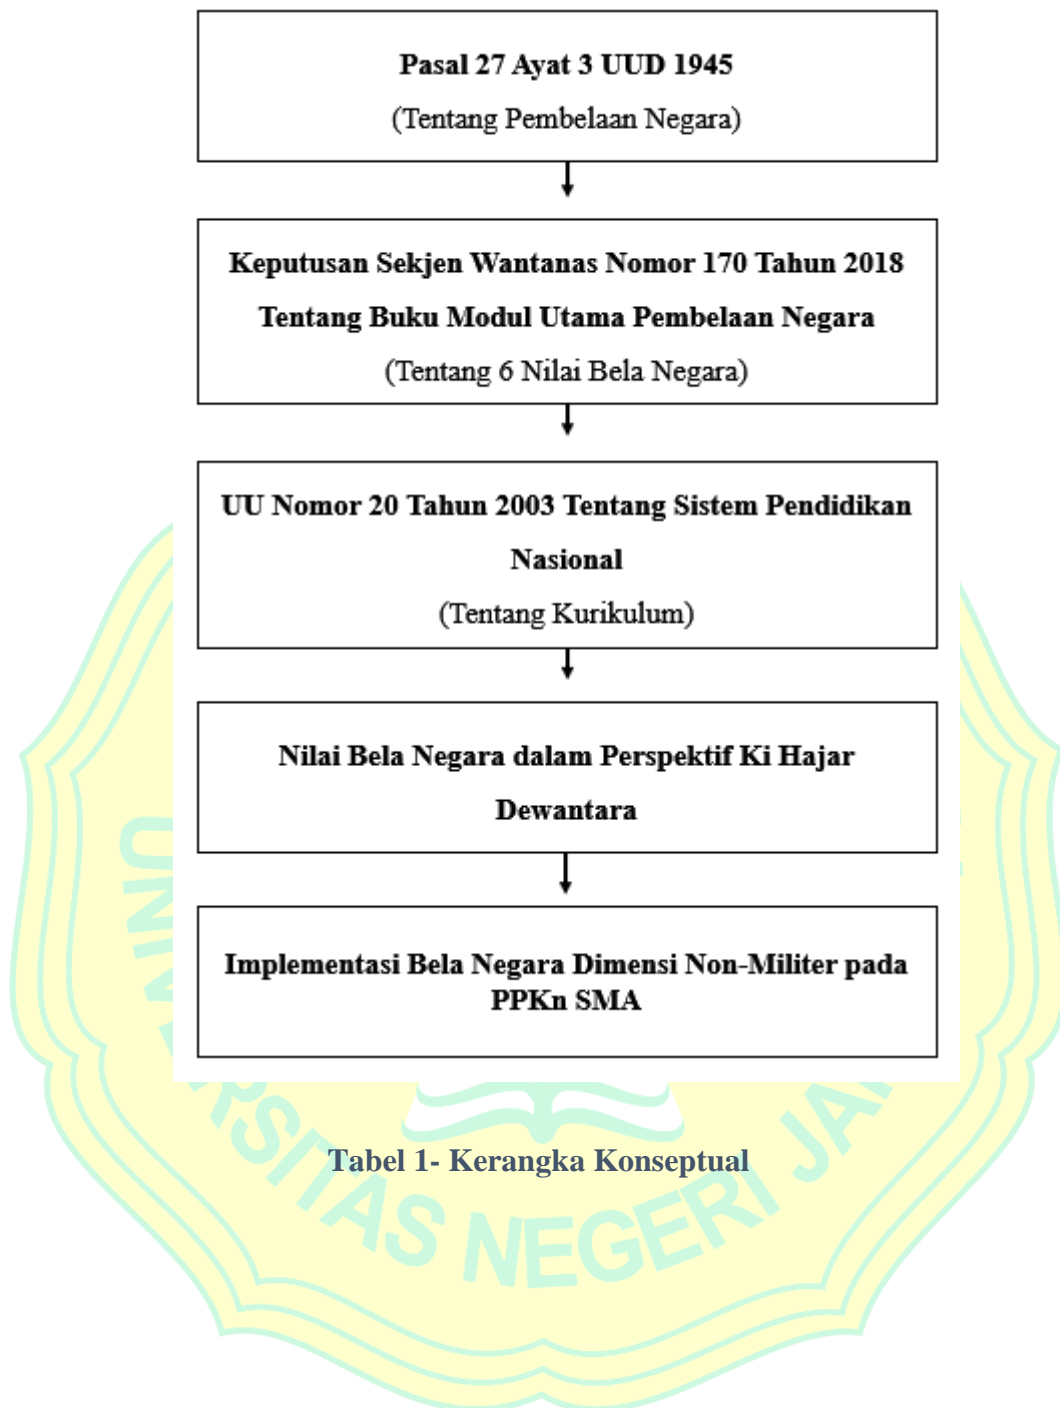 Pasal 27 Ayat 3 UUD 1945
(Tentang Pembelaan Negara)
Keputusan Sekjen Wantanas Nomor 170 Tahun 2018
Tentang Buku Modul Utama Pembelaan Negara
(Tentang 6 Nilai Bela Negara)
UU Nomor 20 Tahun 2003 Tentang Sistem Pendidikan
Nasional
(Tentang Kurikulum)
Nilai Bela Negara dalam Perspektif Ki Hajar
Dewantara
Implementasi Bela Negara Dimensi Non-Militer pada
PPKn SMA
Tabel 1- Kerangka Konseptual
NEGERI